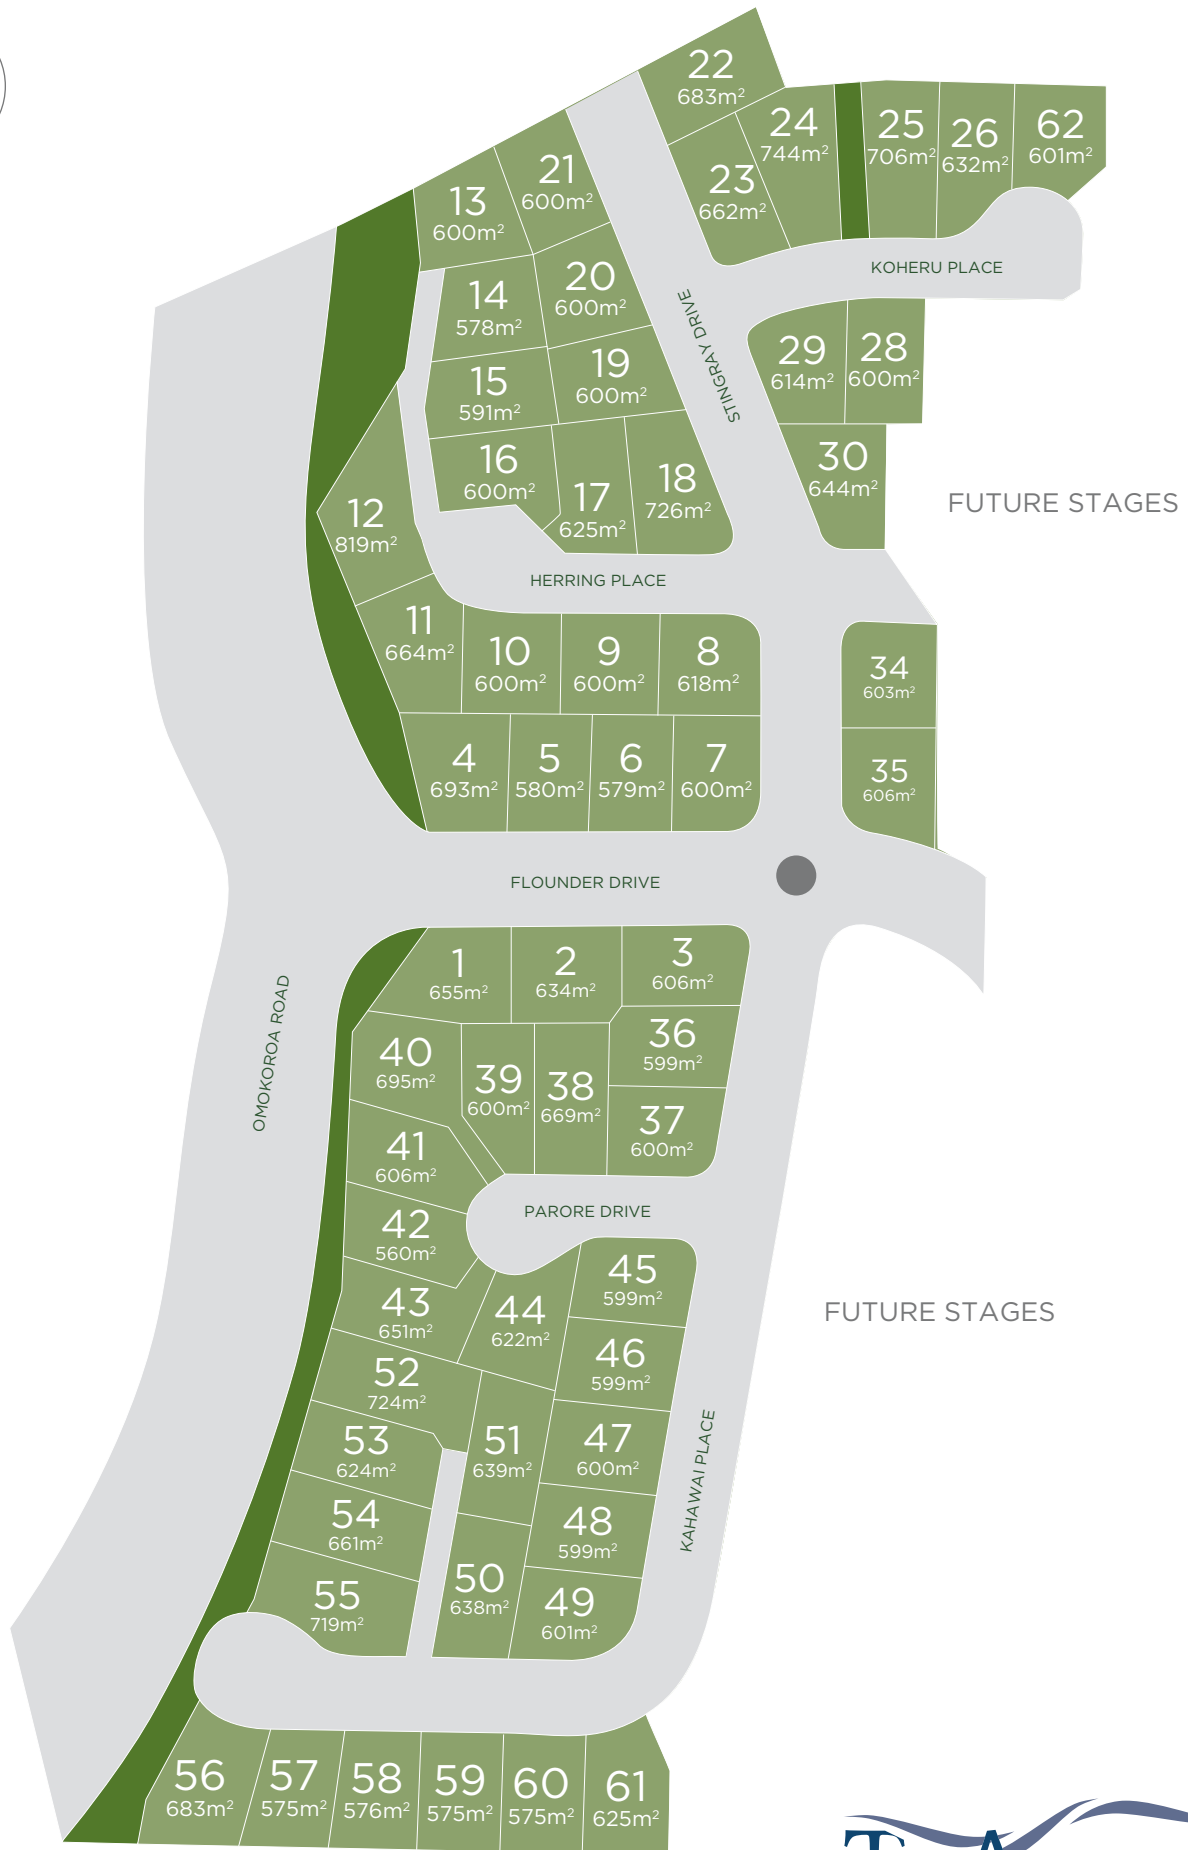 22
683m²
24
744m²
25
706m²
26
632m²
62
601m²
21
600m²
23
662m²
13
600m²
KOHERU PLACE
20
600m²
14
578m²
STINGRAY DRIVE
29
614m²
28
600m²
19
600m²
15
591m²
30
644m²
16
600m²
17
625m²
18
726m²
FUTURE STAGES
12
819m²
HERRING PLACE
11
664m²
10
600m²
9
600m²
8
618m²
34
603m²
4
693m²
5
580m²
6
579m²
7
600m²
35
606m²
FLOUNDER DRIVE
1
655m²
2
634m²
3
606m²
OMOKOROA ROAD
40
695m²
39
600m²
38
669m²
36
599m²
37
600m²
41
606m²
PARORE DRIVE
42
560m²
45
599m²
43
651m²
44
622m²
FUTURE STAGES
46
599m²
52
724m²
53
624m²
51
639m²
47
600m²
KAHAWAI PLACE
54
661m²
48
599m²
55
719m²
50
638m²
49
601m²
56
683m²
57
575m²
58
576m²
59
575m²
60
575m²
61
625m²